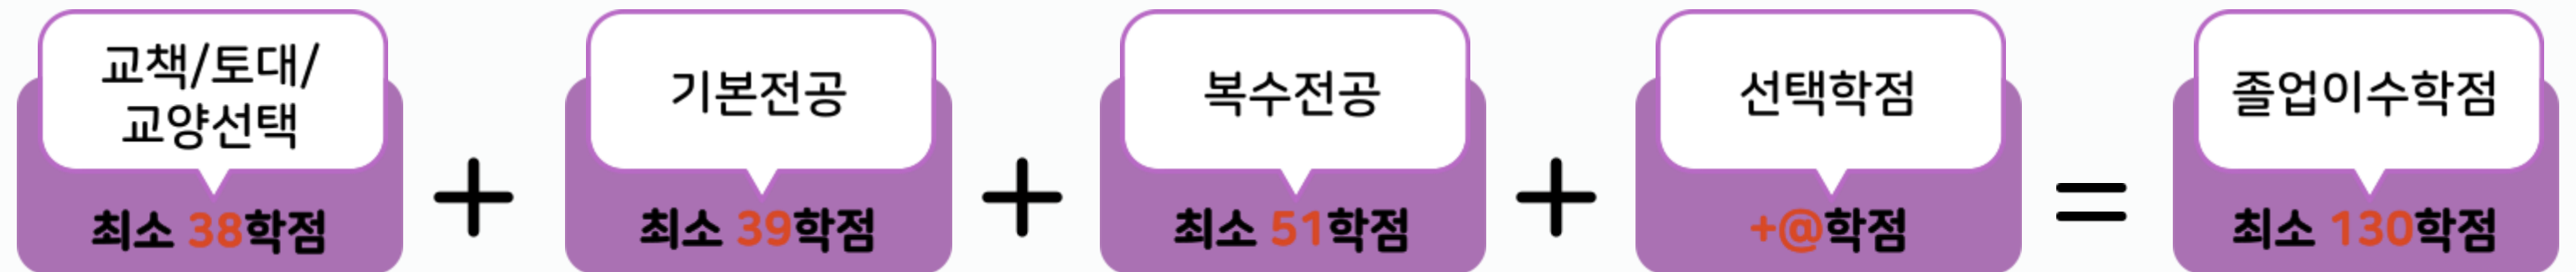 교책/토대/
교양선택
최소 38학점
+
기본전공
최소 39학점
+
복수전공
최소 51학점
+
선택학점
+@학점
=
졸업이수학점
최소 130학점